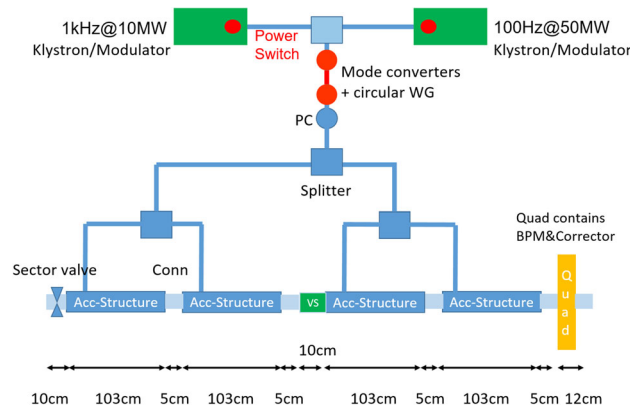 1kHz@10MW
Klystron/Modulator
Power
Switch
100Hz@50MW
Klystron/Modulator
Mode converters
+ circular WG
PC
Splitter
Quad contains
BPM&Corrector
Sector valve
Conn
Acc-Structure
Acc-Structure
VS
Acc-Structure
Acc-Structure
Quad
10cm
10cm
103cm
5cm
103cm
5cm
103cm
5cm
103cm
5cm
12cm